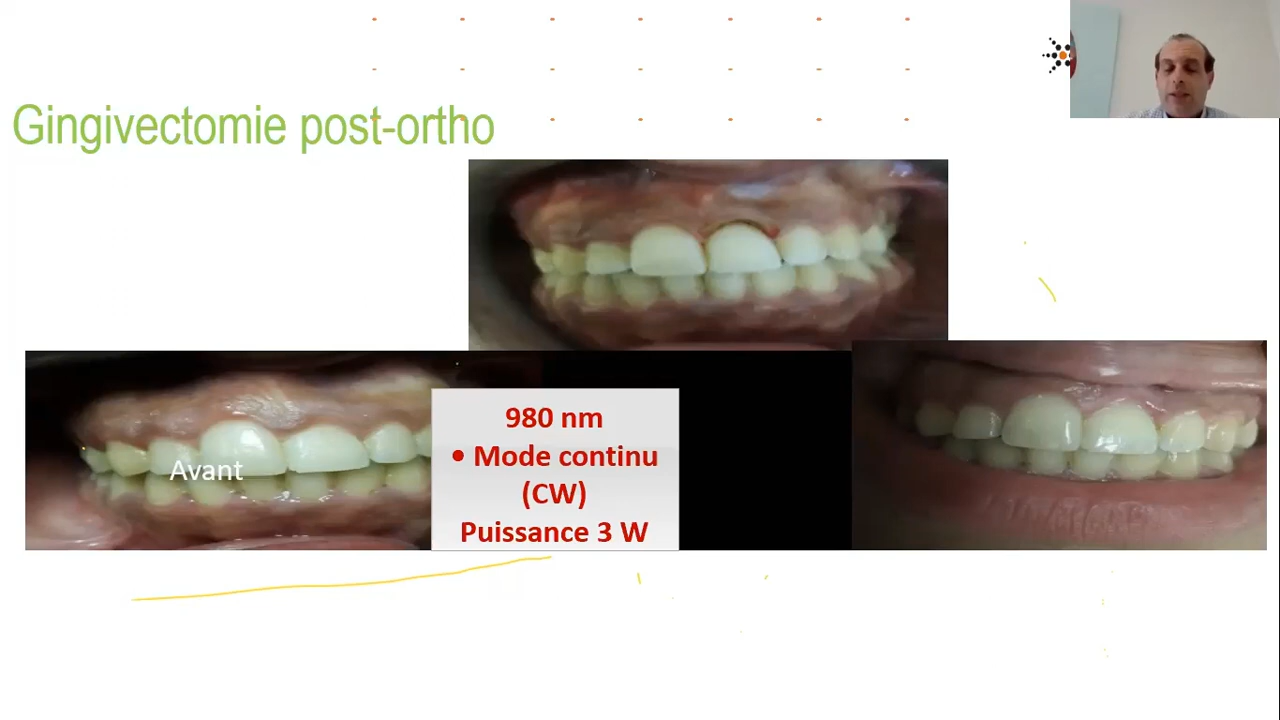 Gingivectomie post-ortho
Avant
980 nm
• Mode continu
(CW)
Puissance 3 W